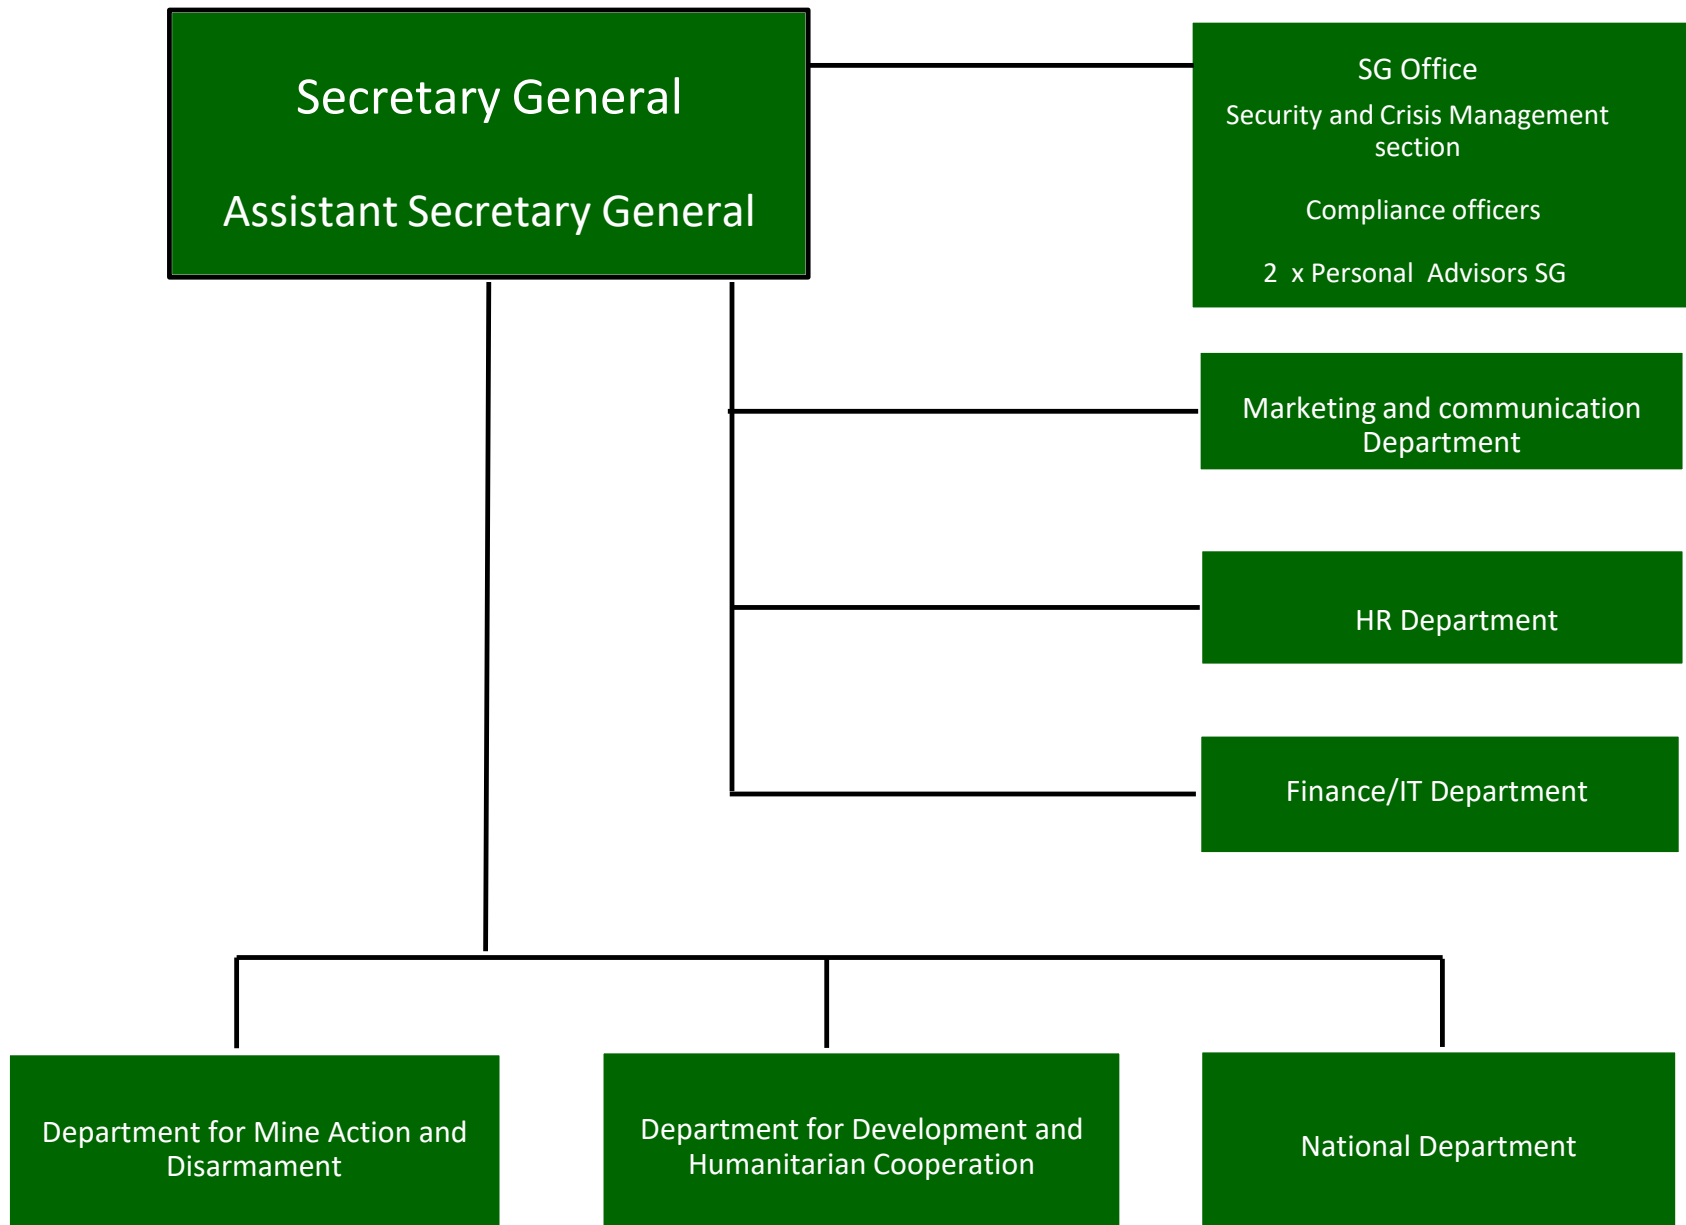 Secretary General
Assistant Secretary General
SG Office
Security and Crisis Management
section
Compliance officers
2 x Personal Advisors SG
Marketing and communication
Department
HR Department
Finance/IT Department
Department for Mine Action and
Disarmament
Department for Development and
Humanitarian Cooperation
National Department